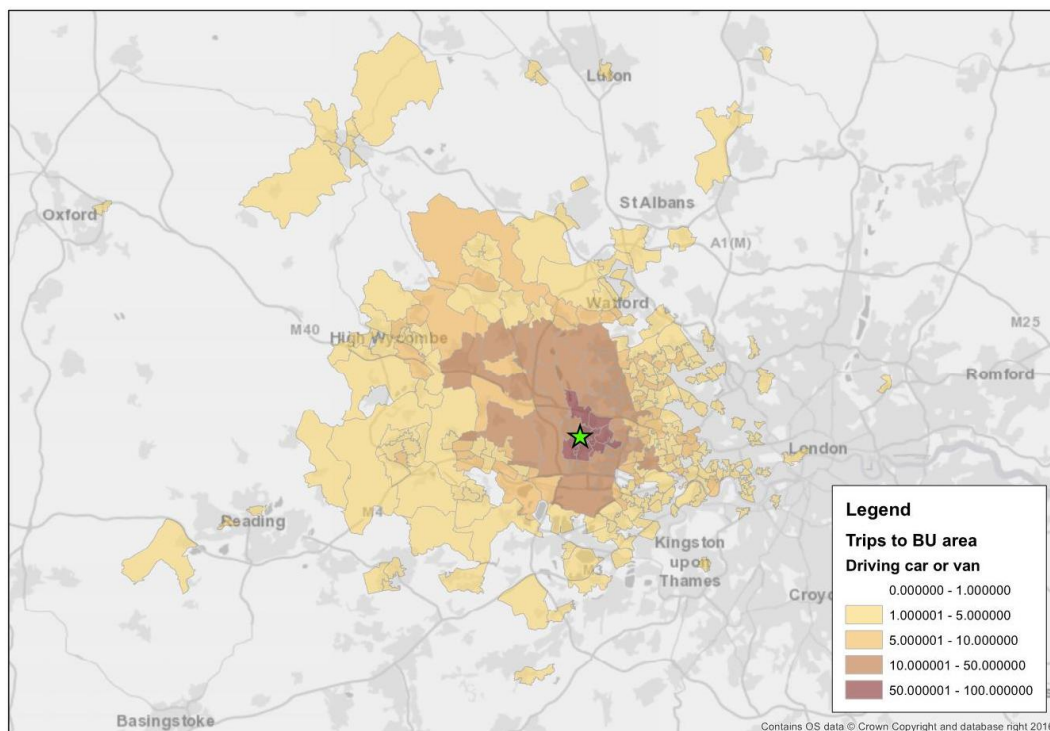 Luton
Oxford
St Albans
A1(M)
Watford
M40
High Wycombe
M25
Romford
London
Reading
M4
Kingston
upon
Thames
M3
Basingstoke
Legend
Trips to BU area
Driving car or van
0.000000 - 1.000000
1.000001 - 5.000000
5.000001 - 10.000000
10.000001 - 50.000000
50.000001 - 100.000000
Croyd
Contains OS data © Crown Copyright and database right 2016